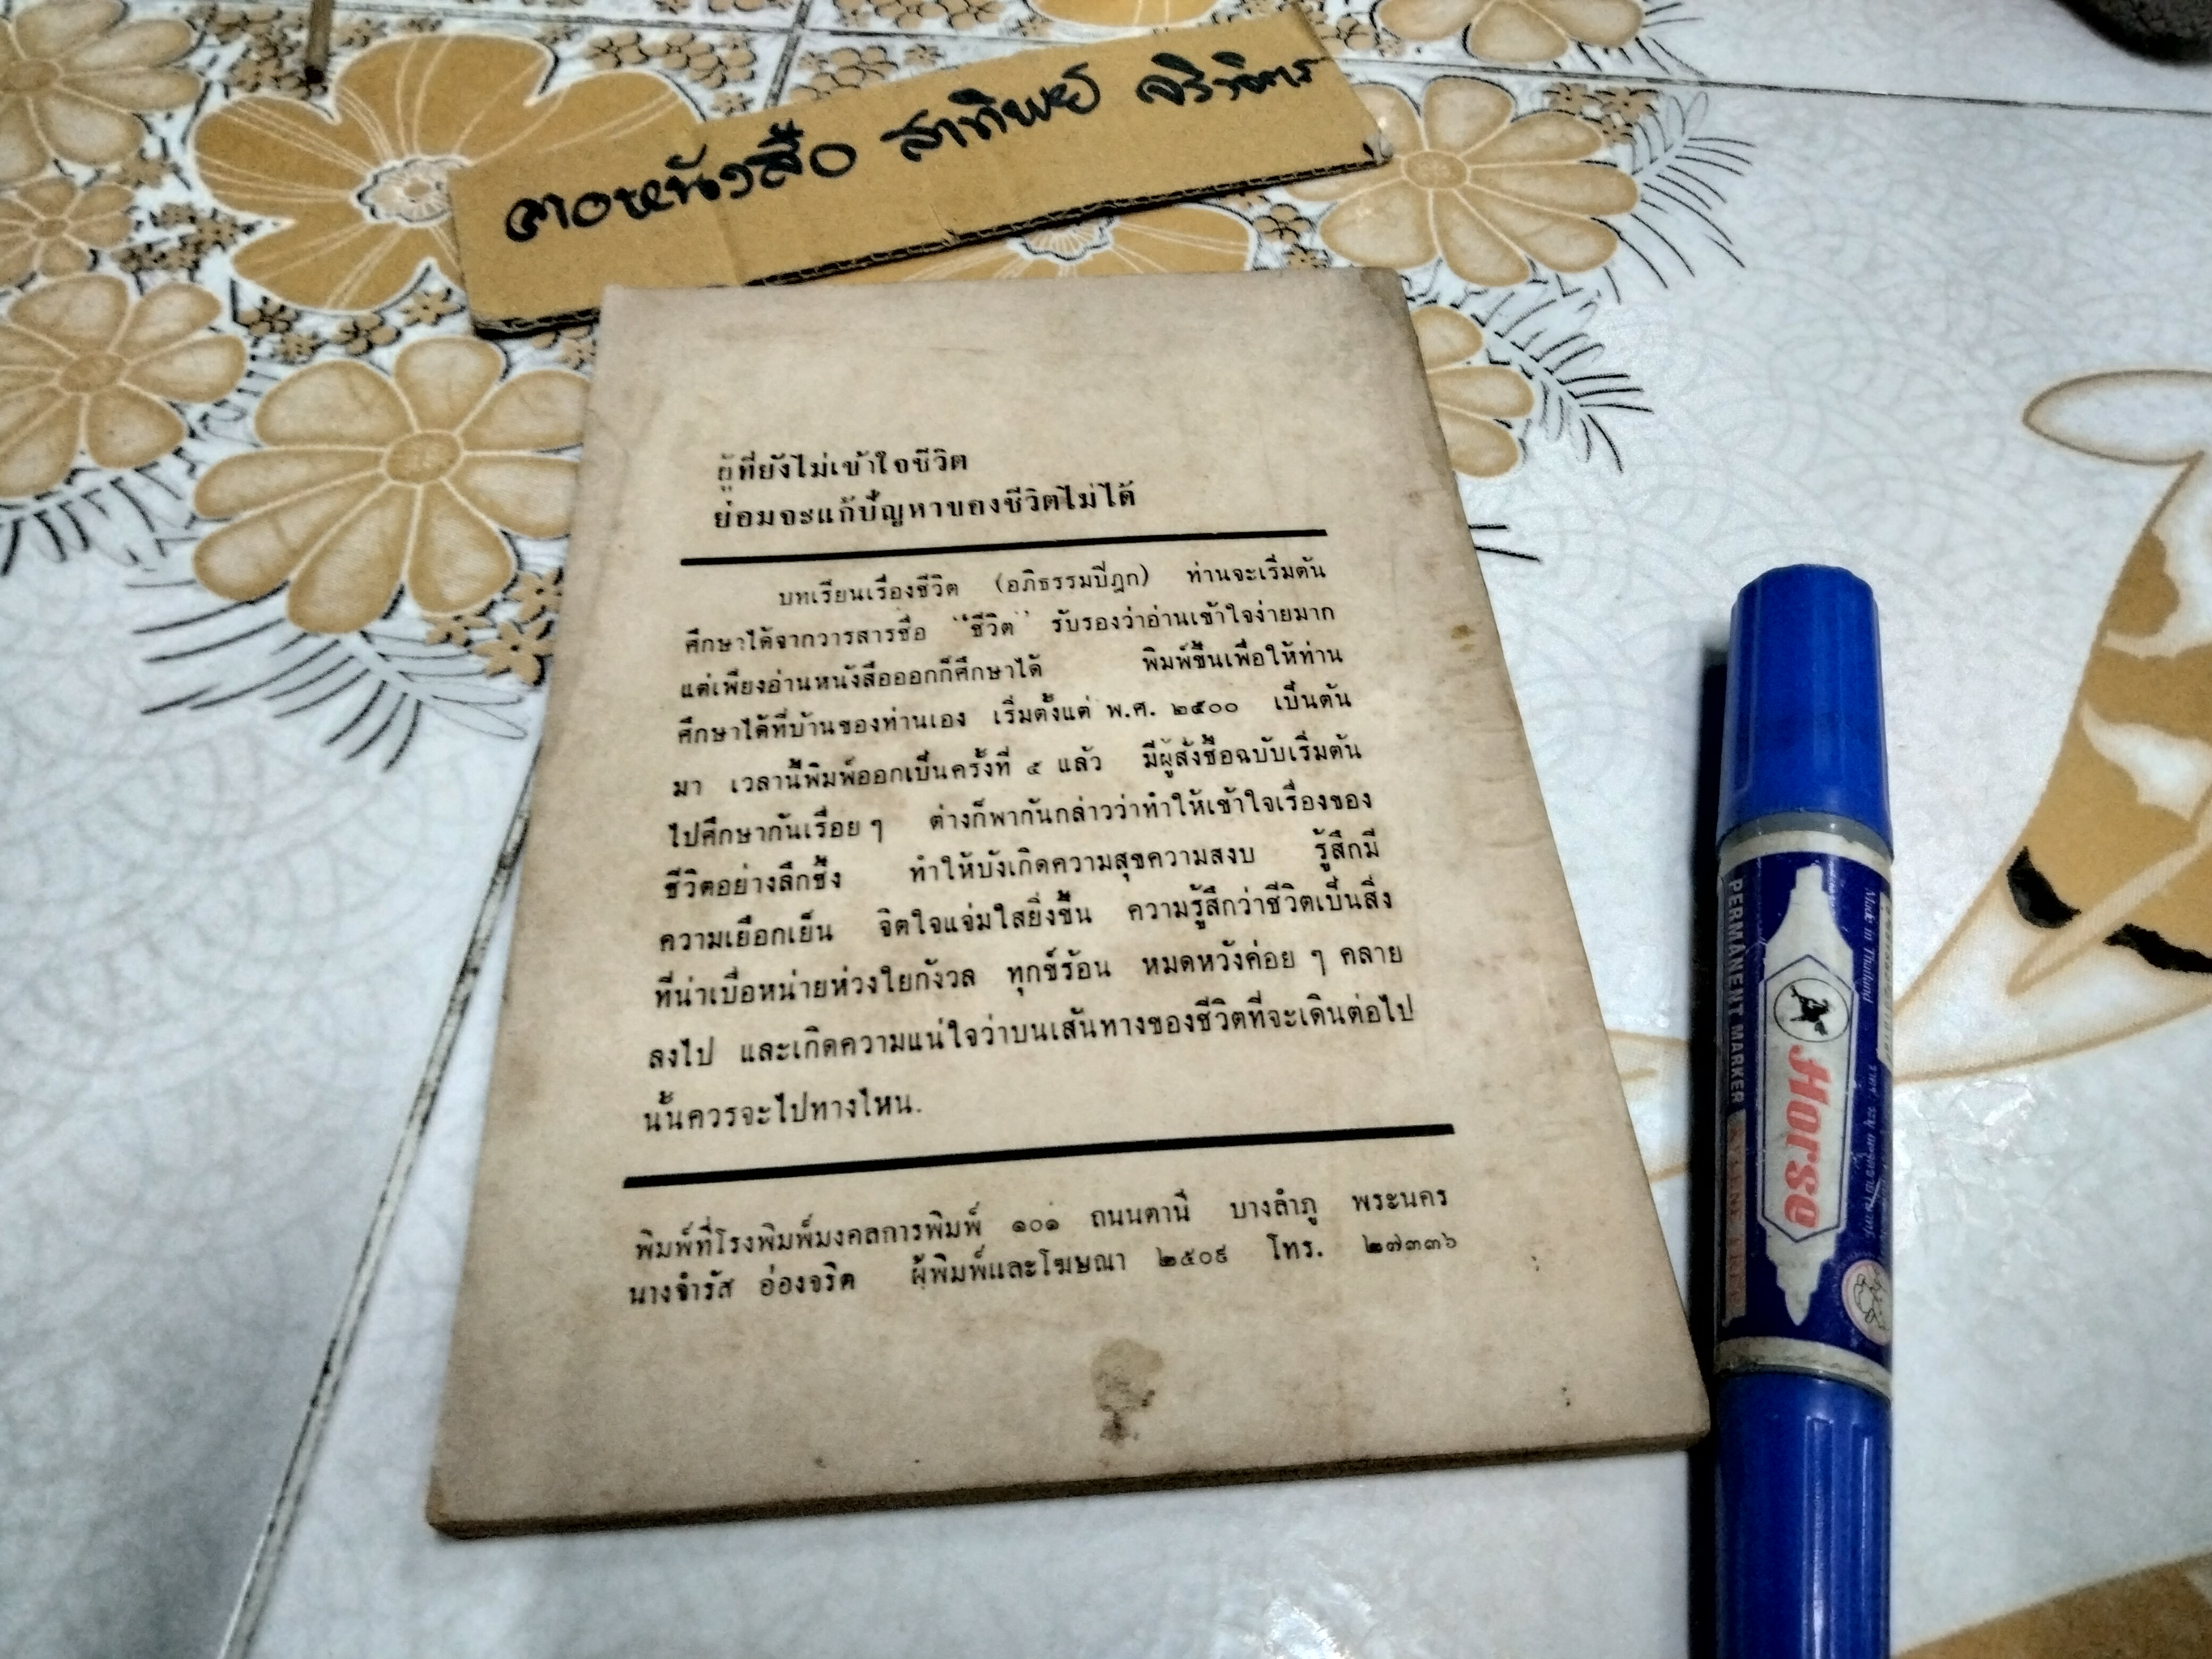 ลายหนังสือ สาทิพย์ จริวิตร
ผู้ที่ยังไม่เข้าใจชีวิต
ย่อมจะแก้ปัญหาของชีวิตไม่ได้
บทเรียนเรื่องชีวิต (อภิธรรมปิฎก) ท่านจะเริ่มต้น
ศึกษาได้จากวารสารชื่อ "ชีวิต" รับรองว่าอ่านเข้าใจง่ายมาก
แต่เพียงอ่านหนังสือออกก็ศึกษาได้ พิมพ์ขึ้นเพื่อให้ท่าน
ศึกษาได้ที่บ้านของท่านเอง เริ่มตั้งแต่ พ.ศ. ๒๕๐๐ เป็นต้น
มา เวลานี้พิมพ์ออกเป็นครั้งที่ ๕ แล้ว มีผู้สั่งซื้อฉบับเริ่มต้น
ไปศึกษากันเรื่อย ๆ ต่างก็พากันกล่าวว่าทำให้เข้าใจเรื่องของ
ชีวิตอย่างลึกซึ้ง ทำให้บังเกิดความสุขความสงบ รู้สึกมี
ความเยือกเย็น จิตใจแจ่มใสยิ่งขึ้น ความรู้สึกว่าชีวิตเป็นสิ่ง
ที่น่าเบื่อหน่ายห่วงใยกังวล ทุกข์ร้อน หมดหวังค่อย ๆ คลาย
ลงไป และเกิดความแน่ใจว่าบนเส้นทางของชีวิตที่จะเดินต่อไป
นั้นควรจะไปทางไหน.
พิมพ์ที่โรงพิมพ์มงคลการพิมพ์ ๑๐๑ ถนนตานี บางลำภู พระนคร
นางจำรัส อ่องจริต ผู้พิมพ์และโฆษณา ๒๕๐๙ โทร. ๒๗๓๓๖
PERMANENT MARKER
Horse
Made in Thailand